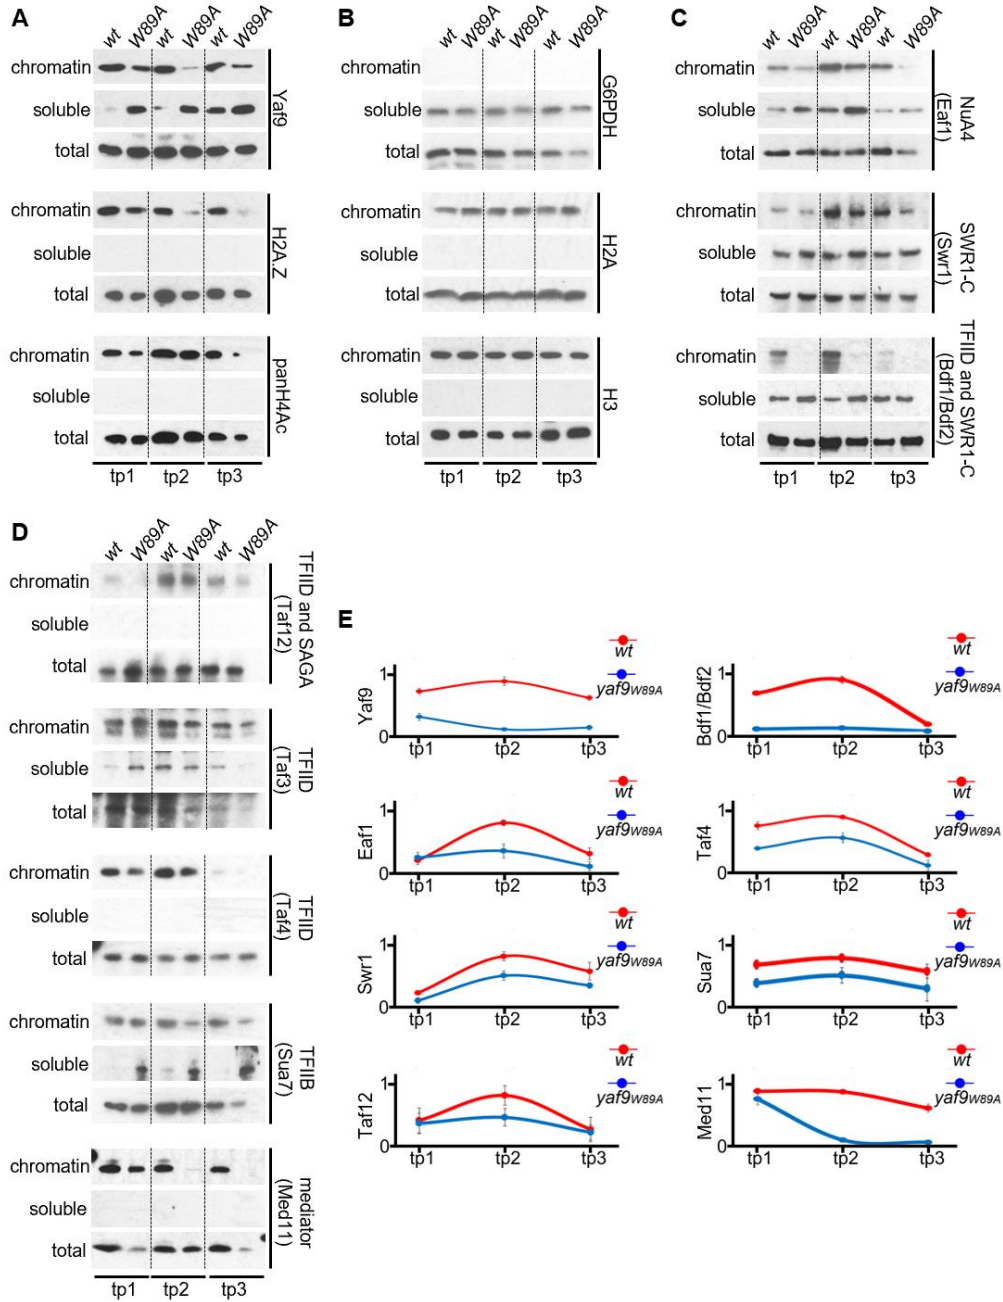 A
wt W89A wt W89A wt W89A
chromatin
soluble
total
Yaf9
chromatin
soluble
total
H2A.Z
chromatin
soluble
total
panH4Ac
tp1 tp2 tp3
B
wt W89A wt W89A wt W89A
chromatin
soluble
total
G6PDH
chromatin
soluble
total
H2A
chromatin
soluble
total
H3
tp1 tp2 tp3
C
wt W89A wt W89A wt W89A
chromatin
soluble
total
NuA4
(Eaf1)
chromatin
soluble
total
SWR1-C
(Swr1)
chromatin
soluble
total
TFIID and SWR1-C
(Bdf1/Bdf2)
tp1 tp2 tp3
D
wt W89A wt W89A wt W89A
chromatin
soluble
total
TFIID and SAGA
(Taf12)
chromatin
soluble
total
TFIID
(Taf3)
chromatin
soluble
total
TFIID
(Taf4)
chromatin
soluble
total
TFIIB
(Sua7)
chromatin
soluble
total
mediator
(Med11)
tp1 tp2 tp3
E
Yaf9
1
0
tp1 tp2 tp3
wt
yaf9W89A
Bdf1/Bdf2
1
0
tp1 tp2 tp3
wt
yaf9W89A
Eaf1
1
0
tp1 tp2 tp3
wt
yaf9W89A
Taf4
1
0
tp1 tp2 tp3
wt
yaf9W89A
Swr1
1
0
tp1 tp2 tp3
wt
yaf9W89A
Sua7
1
0
tp1 tp2 tp3
wt
yaf9W89A
Taf12
1
0
tp1 tp2 tp3
wt
yaf9W89A
Med11
1
0
tp1 tp2 tp3
wt
yaf9W89A